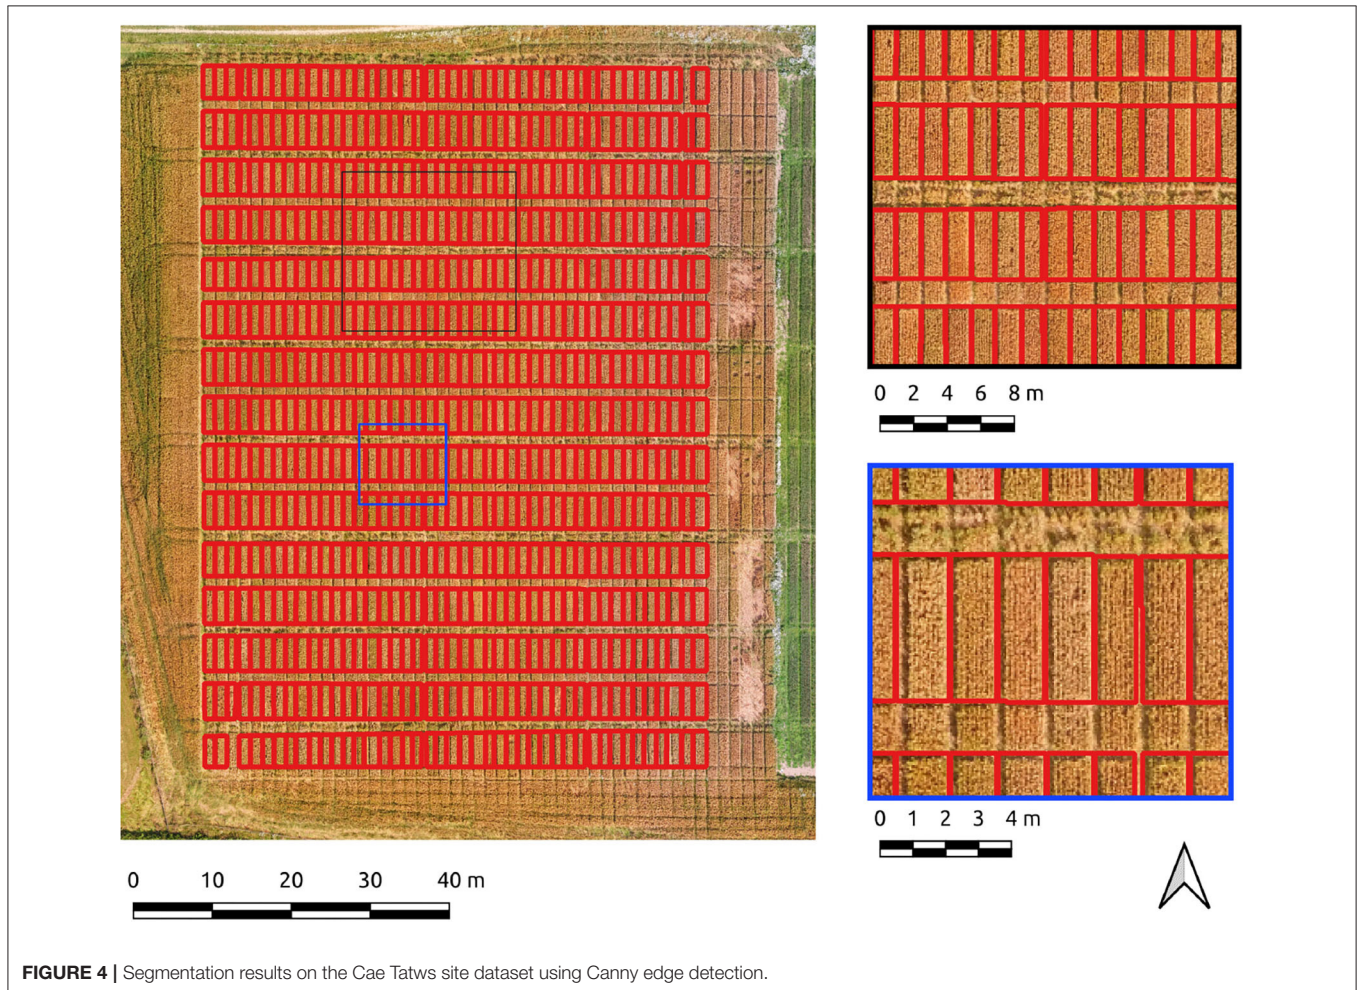 0 10 20 30 40 m
0 2 4 6 8 m
0 1 2 3 4 m
FIGURE 4 | Segmentation results on the Cae Tatws site dataset using Canny edge detection.